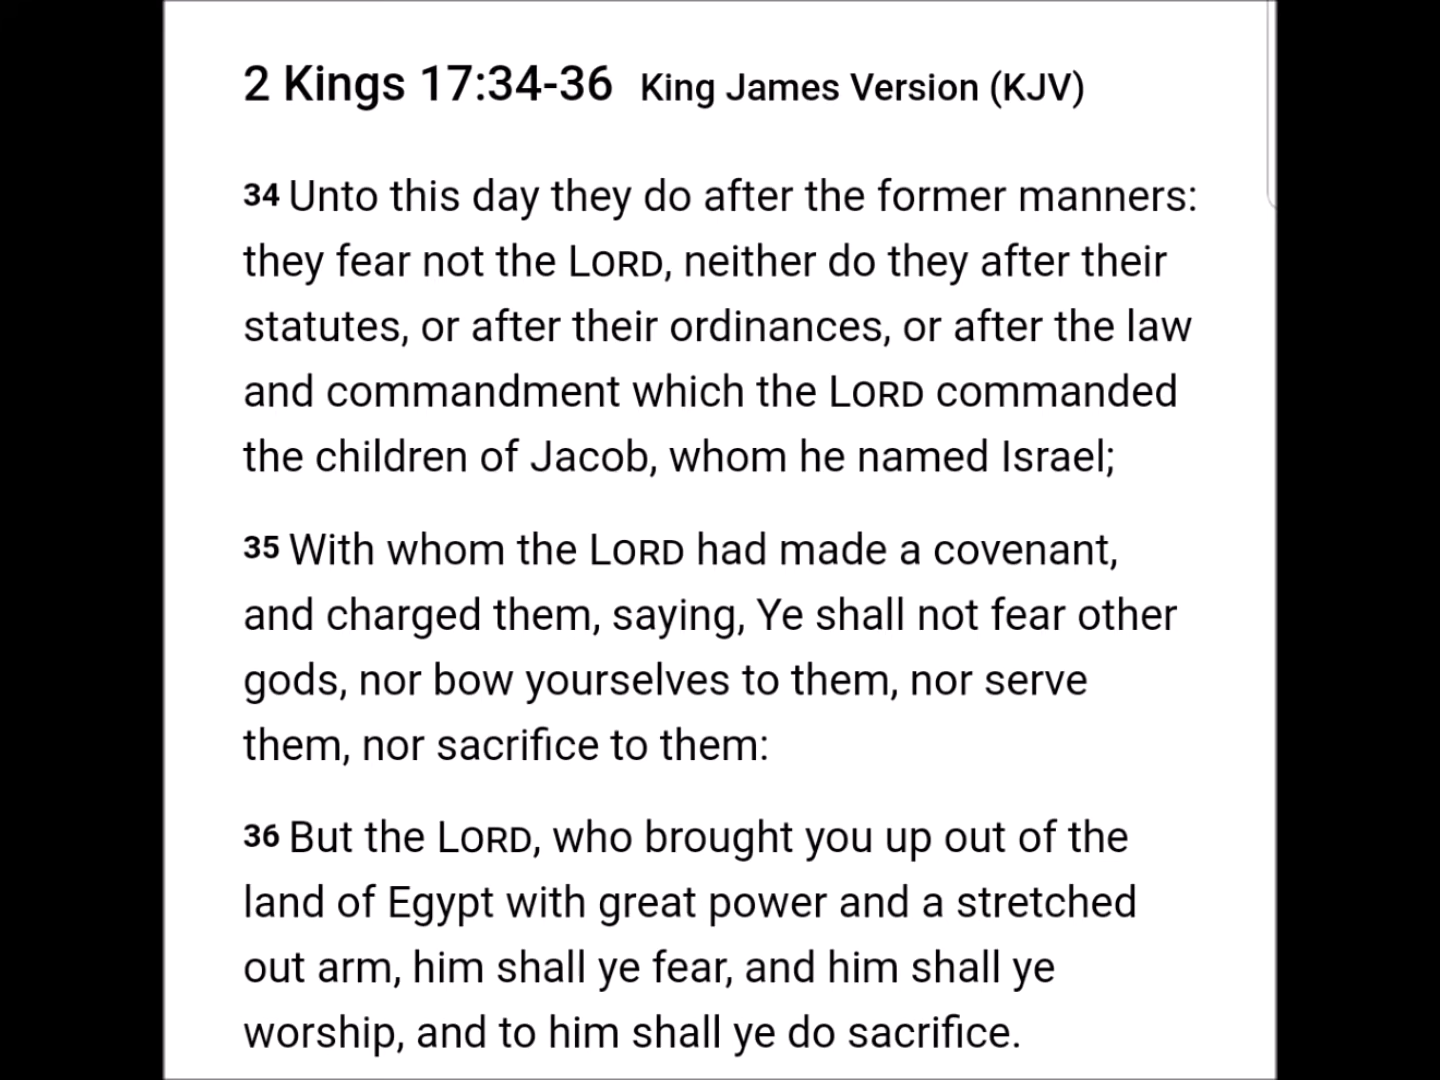 2 Kings 17:34-36 King James Version (KJV)
34 Unto this day they do after the former manners:
they fear not the LORD, neither do they after their
statutes, or after their ordinances, or after the law
and commandment which the LORD commanded
the children of Jacob, whom he named Israel;
35 With whom the LORD had made a covenant,
and charged them, saying, Ye shall not fear other
gods, nor bow yourselves to them, nor serve
them, nor sacrifice to them:
36 But the LORD, who brought you up out of the
land of Egypt with great power and a stretched
out arm, him shall ye fear, and him shall ye
worship, and to him shall ye do sacrifice.